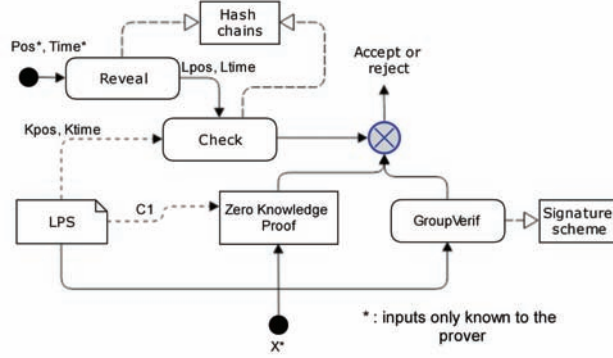 Hash
chains
Pos*, Time*
Reveal
Lpos, Ltime
Accept or
reject
Kpos, Ktime
Check
LPS
C1
Zero Knowledge
Proof
GroupVerif
Signature
scheme
X*
* : inputs only known to the
prover